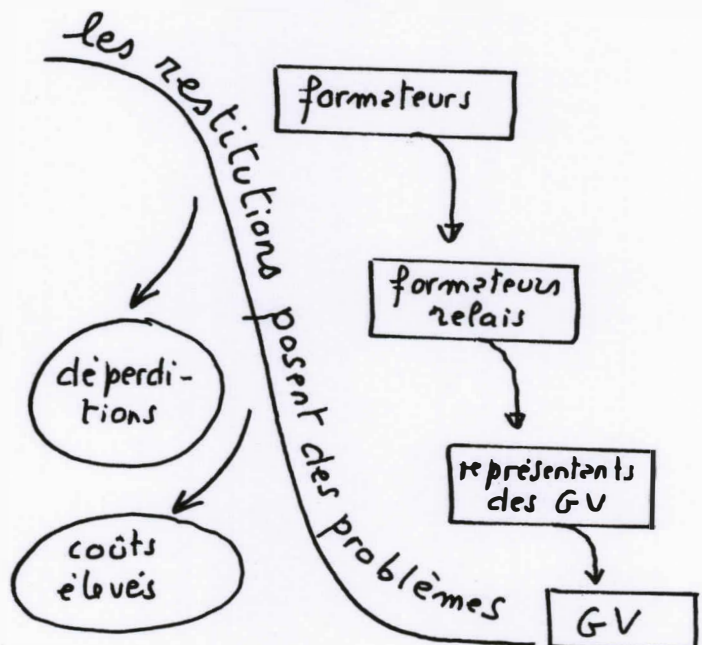 les restitutions posent des problèmes
formateurs
formateurs
relais
représentants
des GV
GV
déperdi-
tions
coûts
élevés